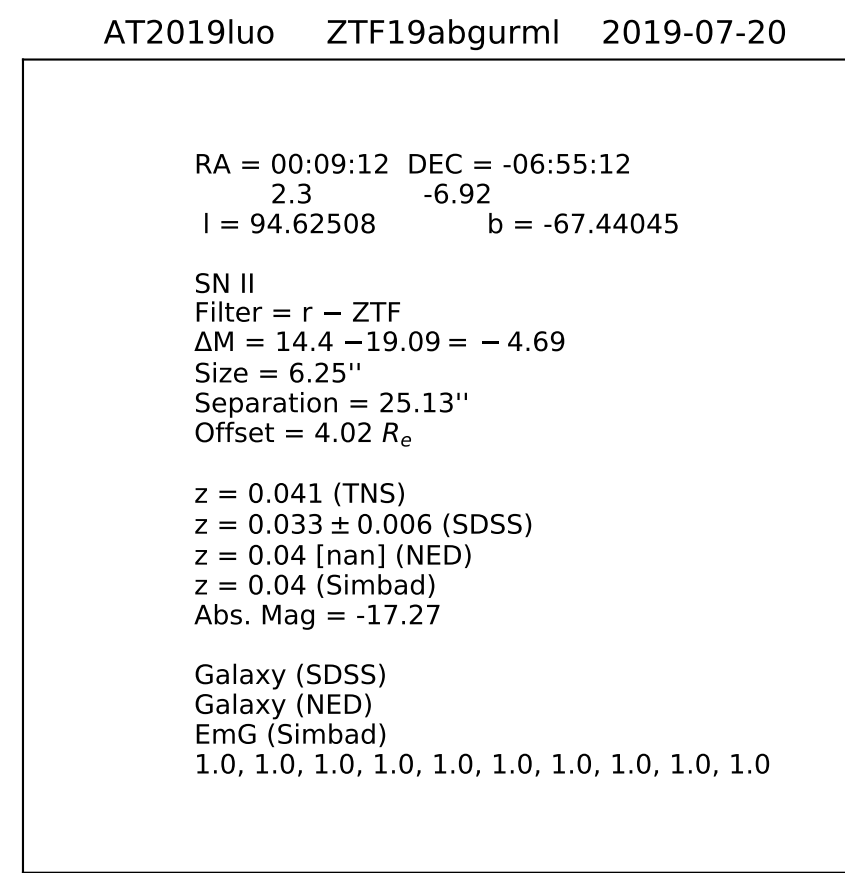 AT2019luo ZTF19abgurml 2019-07-20
RA = 00:09:12 DEC = -06:55:12
2.3 -6.92
l = 94.62508 b = -67.44045
SN II
Filter = r − ZTF
ΔM = 14.4 −19.09 = − 4.69
Size = 6.25''
Separation = 25.13''
Offset = 4.02 Re
z = 0.041 (TNS)
z = 0.033 ± 0.006 (SDSS)
z = 0.04 [nan] (NED)
z = 0.04 (Simbad)
Abs. Mag = -17.27
Galaxy (SDSS)
Galaxy (NED)
EmG (Simbad)
1.0, 1.0, 1.0, 1.0, 1.0, 1.0, 1.0, 1.0, 1.0, 1.0